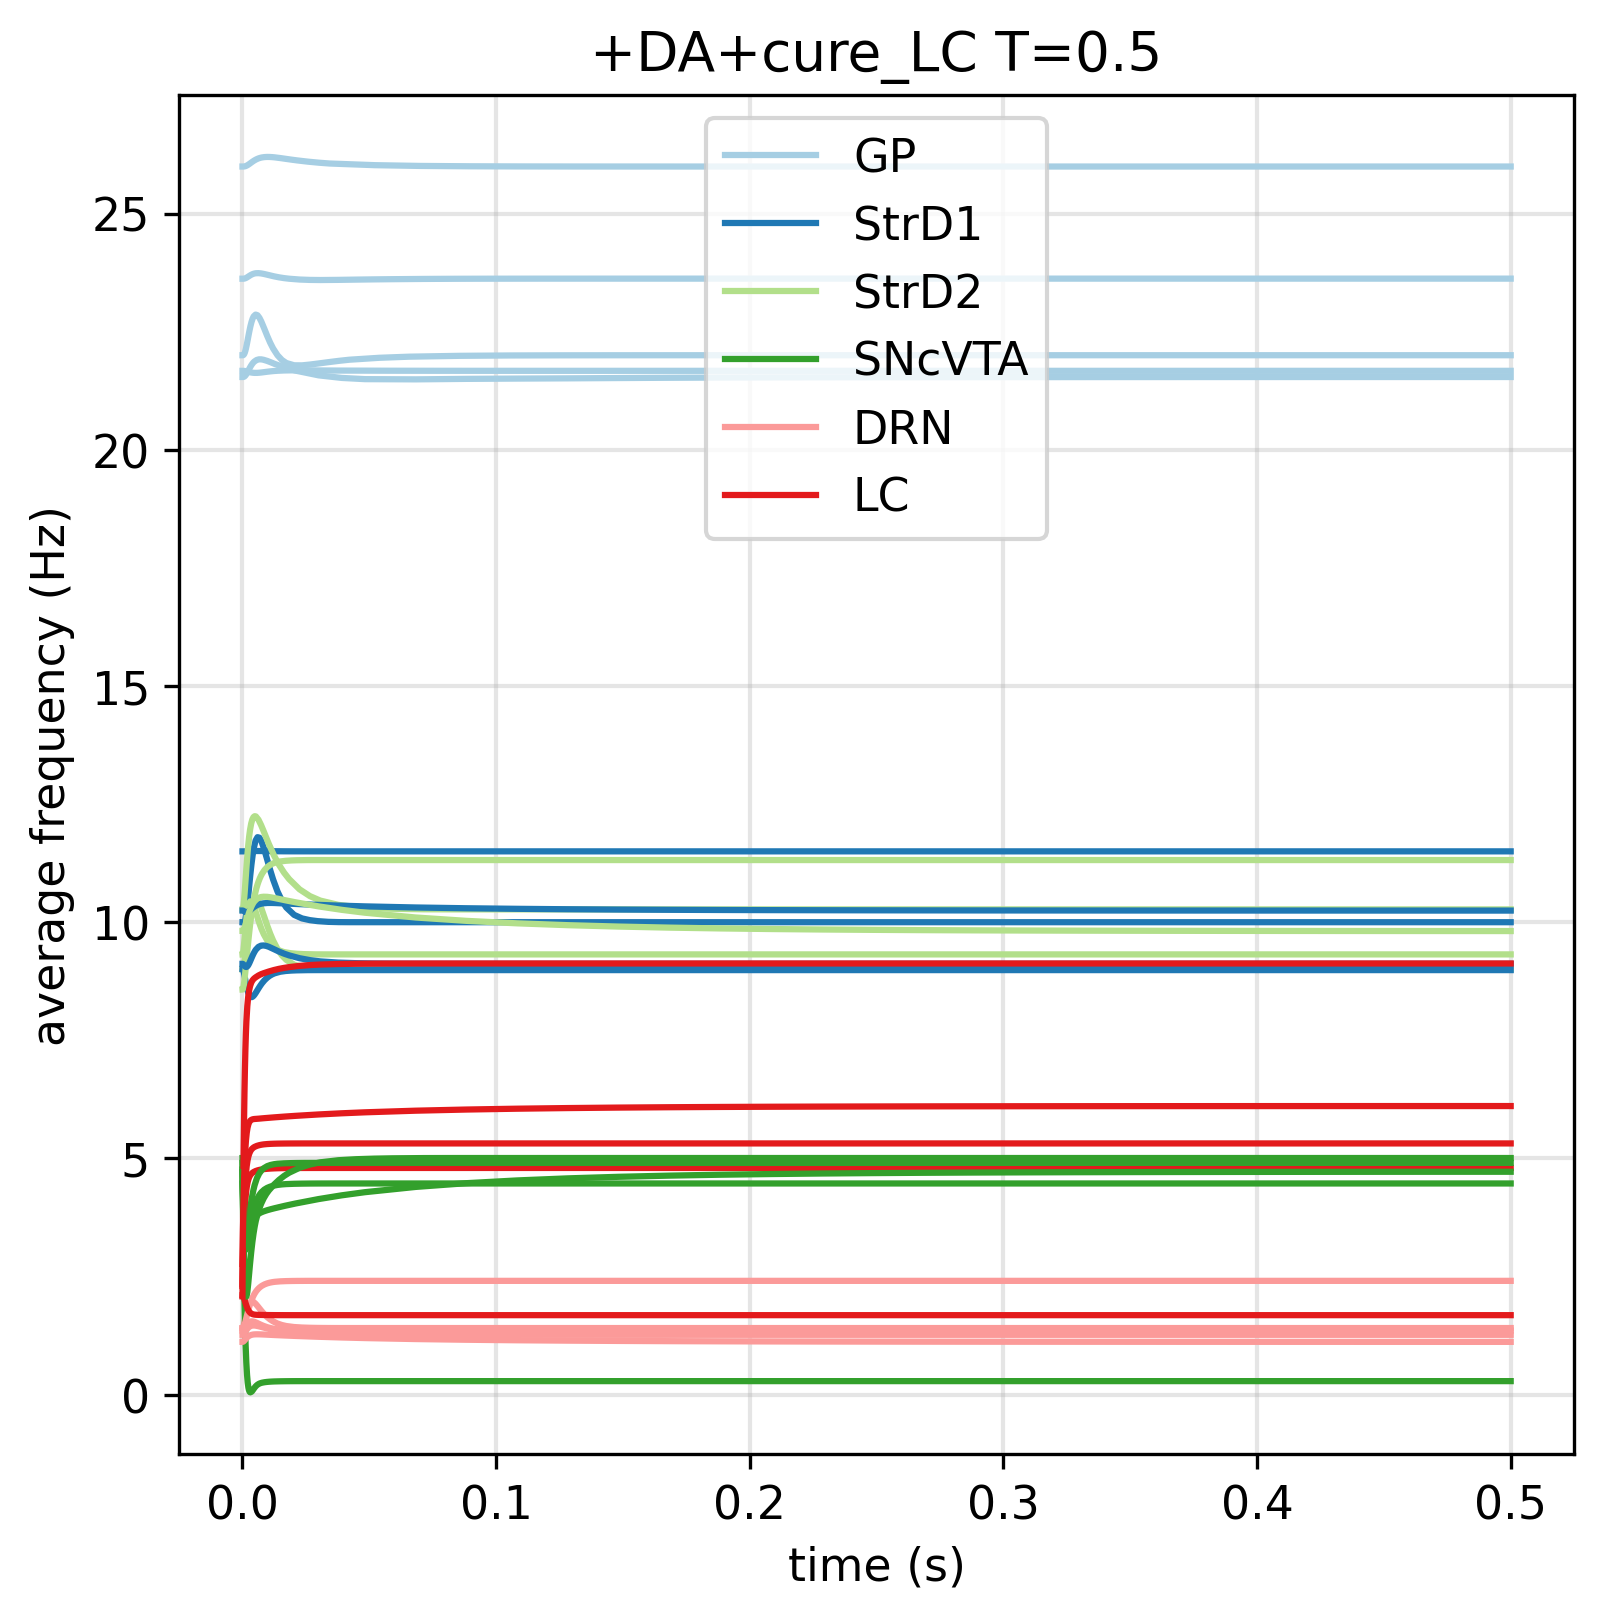 +DA+cure_LC T=0.5
GP
StrD1
StrD2
SNcVTA
DRN
LC
average frequency (Hz)
25
20
15
10
5
0
0.0 0.1 0.2 0.3 0.4 0.5
time (s)